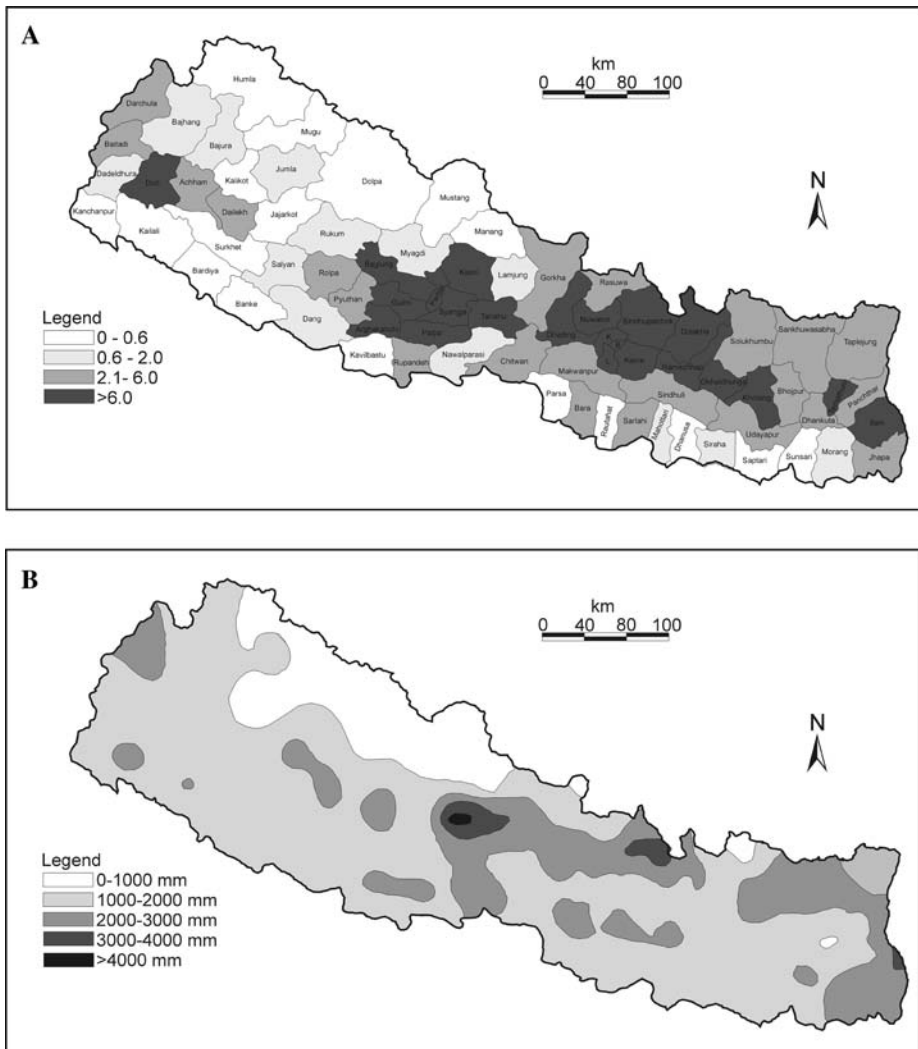 A
km
0 40 60 80 100
N
Humla
Darchula
Bajhang
Mugu
Baitadi
Bajura
Jumla
Dadeldhura
Doti
Achham
Kalikot
Dolpa
Mustang
Dailekh
Kanchanpur
Jajarkot
Kailali
Manang
Rukum
Surkhet
Myagdi
Kaski
Lamjung
Gorkha
Bardiya
Salyan
Rolpa
Baglung
Rasuwa
Banke
Pyuthan
Gulmi
Syangja
Tanahu
Nuwakot
Sindhupalchok
Dolakha
Dang
Arghakhachi
Palpa
Dhading
Solukhumbu
Sankhuwasabha
Taplejung
Kavilbastu
Rupandehi
Nawalparasi
Chitwan
Kavre
Ramechhap
Makwanpur
Okhaldhunga
Khotang
Bhojpur
Panchthar
Parsa
Bara
Rautahat
Sarlahi
Sindhuli
Dhankuta
Ilam
Mahottari
Dhanusa
Siraha
Udayapur
Saptari
Sunsari
Morang
Jhapa
Legend
0 - 0.6
0.6 - 2.0
2.1- 6.0
>6.0
B
km
0 40 60 80 100
N
Legend
0-1000 mm
1000-2000 mm
2000-3000 mm
3000-4000 mm
>4000 mm